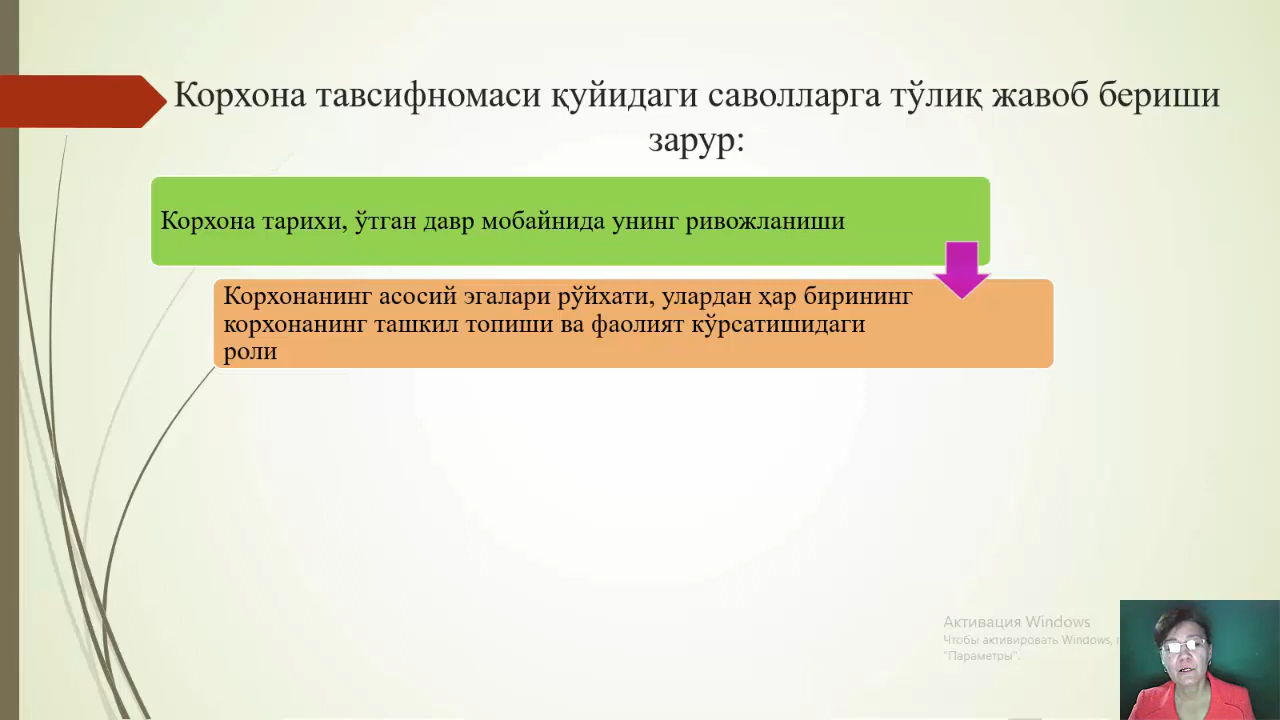 Корхона тавсифномаси қуйидаги саволларга тўлиқ жавоб бериши
зарур:
Корхона тарихи, ўтган давр мобайнида унинг ривожланиши
Корхонанинг асосий эгалари рўйхати, улардан ҳар бирининг
корхонанинг ташкил топиши ва фаолият кўрсатишидаги
роли
Активация Windows
Чтобы активировать Windows,
"Параметры".